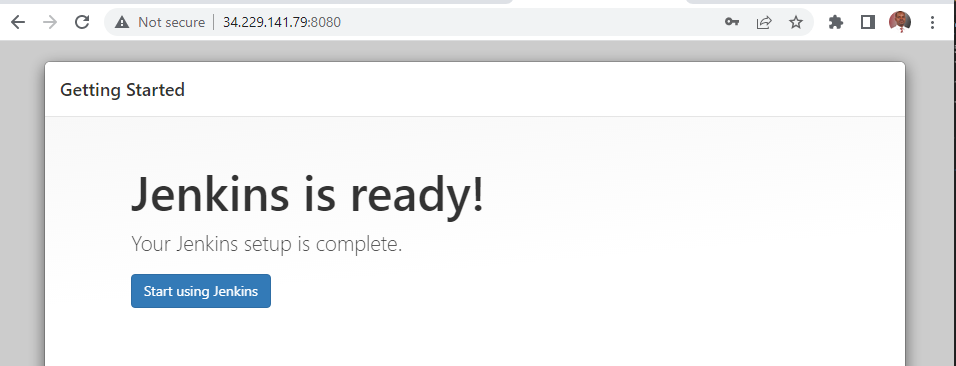 Not secure | 34.229.141.79:8080
Getting Started
Jenkins is ready!
Your Jenkins setup is complete.
Start using Jenkins